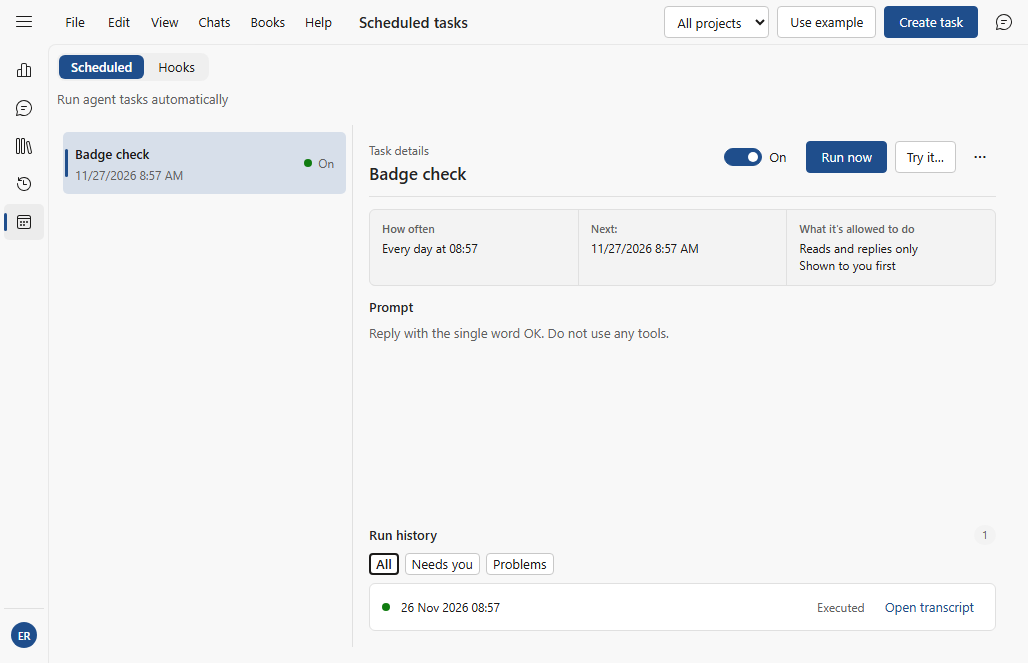 File Edit View Chats Books Help Scheduled tasks All projects Use example Create task
Scheduled Hooks
Run agent tasks automatically
Badge check
11/27/2026 8:57 AM
On
Task details
Badge check
On Run now Try it... ...
How often
Every day at 08:57
Next:
11/27/2026 8:57 AM
What it's allowed to do
Reads and replies only
Shown to you first
Prompt
Reply with the single word OK. Do not use any tools.
Run history 1
All Needs you Problems
26 Nov 2026 08:57 Executed Open transcript
ER